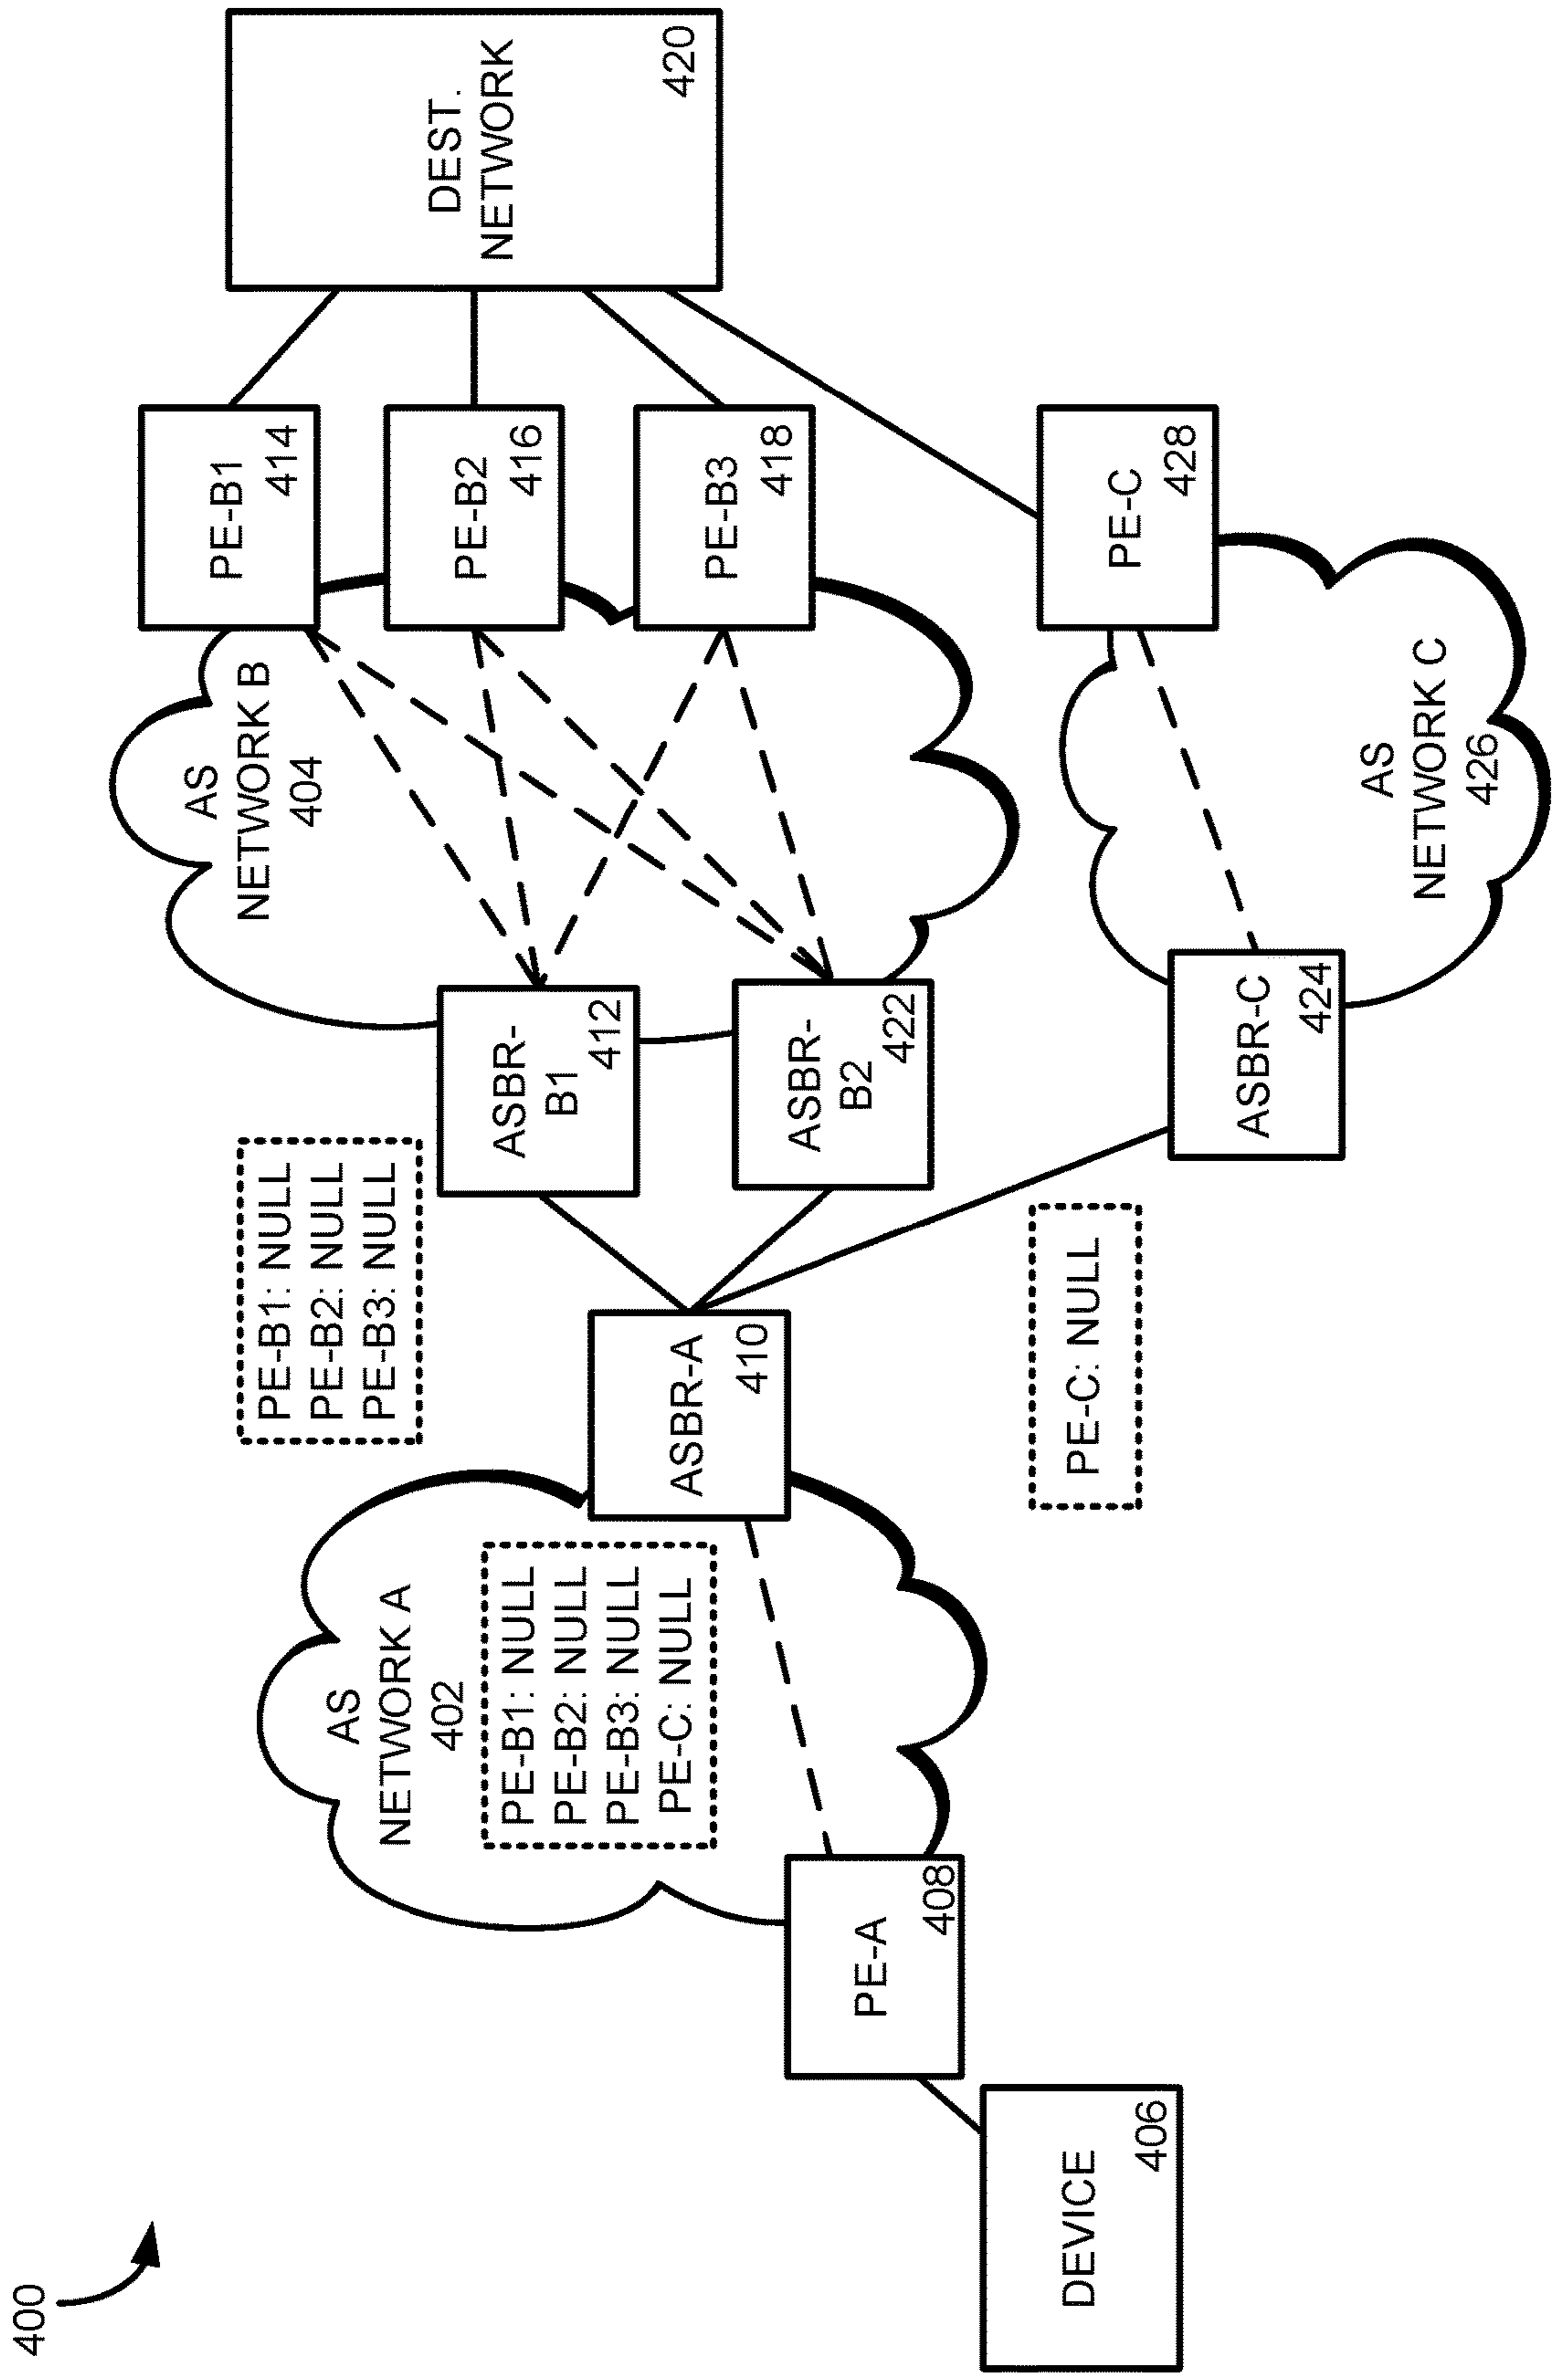 400
DEVICE
406
PE-A
408
AS
NETWORK A
402
PE-B1: NULL
PE-B2: NULL
PE-B3: NULL
PE-C: NULL
ASBR-A
410
PE-B1: NULL
PE-B2: NULL
PE-B3: NULL
PE-C: NULL
ASBR-
B1
412
ASBR-
B2
422
ASBR-C
424
AS
NETWORK B
404
AS
NETWORK C
426
PE-B1
414
PE-B2
416
PE-B3
418
PE-C
428
DEST.
NETWORK
420